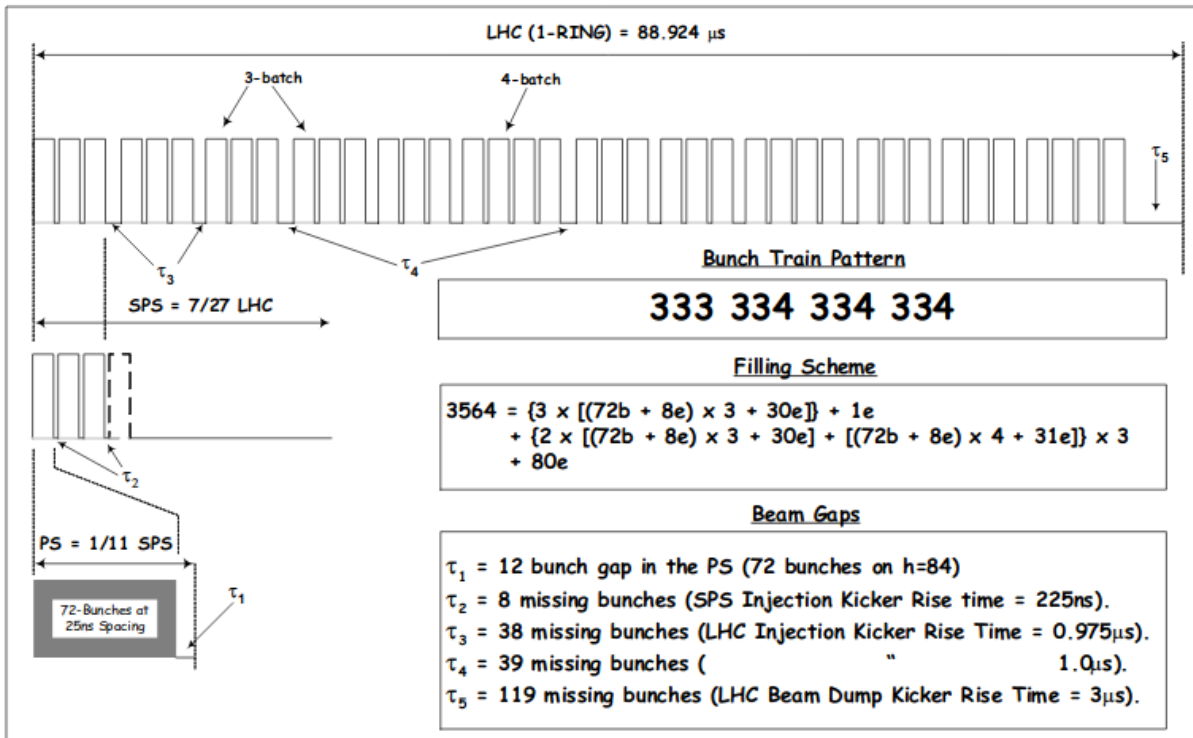 LHC (1-RING) = 88.924 μs
3-batch
4-batch
τ5
τ3
τ4
Bunch Train Pattern
333 334 334 334
SPS = 7/27 LHC
Filling Scheme
3564 = {3 x [(72b + 8e) x 3 + 30e]} + 1e
+ {2 x [(72b + 8e) x 3 + 30e] + [(72b + 8e) x 4 + 31e]} x 3
+ 80e
τ2
Beam Gaps
PS = 1/11 SPS
τ1
72-Bunches at
25ns Spacing
τ1 = 12 bunch gap in the PS (72 bunches on h=84)
τ2 = 8 missing bunches (SPS Injection Kicker Rise time = 225ns).
τ3 = 38 missing bunches (LHC Injection Kicker Rise Time = 0.975μs).
τ4 = 39 missing bunches ( " 1.0μs).
τ5 = 119 missing bunches (LHC Beam Dump Kicker Rise Time = 3μs).